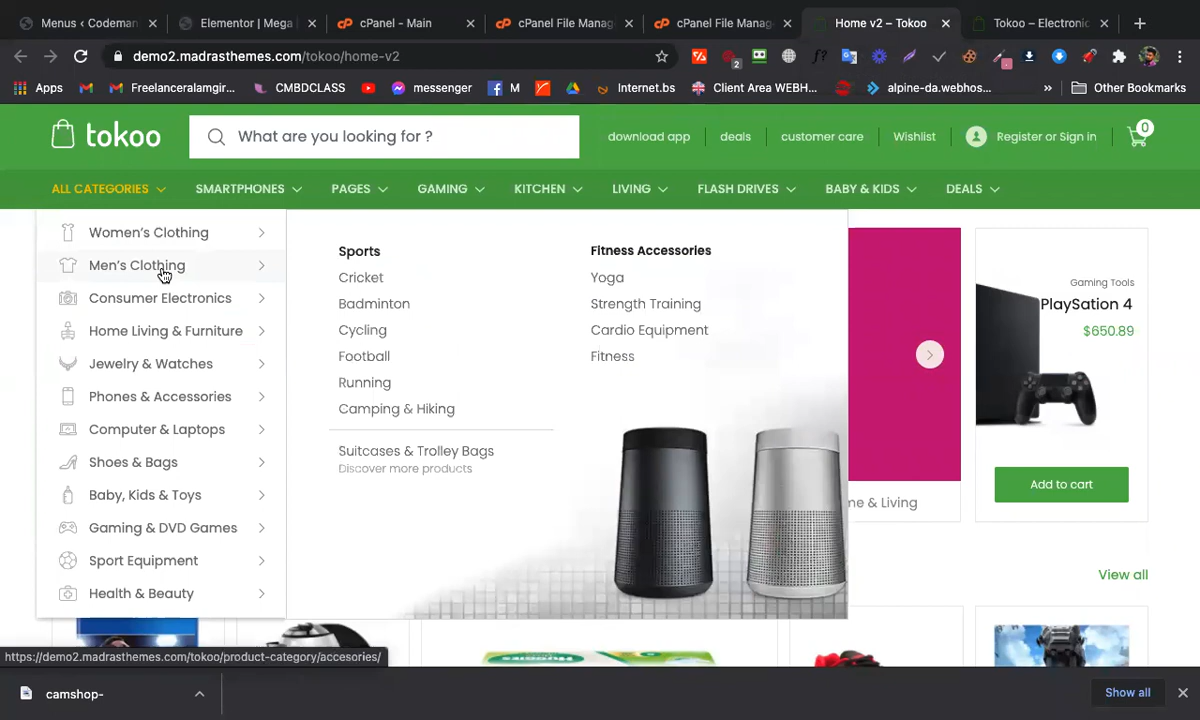 Menus ‹ Codeman
Elementor | Mega
cPanel - Main
cPanel File Manag
cPanel File Manag
Home v2 – Tokoo
Tokoo – Electronic
demo2.madrasthemes.com/tokoo/home-v2
Apps
Freelanceralamgir...
CMBDCLASS
messenger
M
Internet.bs
Client Area WEBH...
alpine-da.webhos...
»
Other Bookmarks
tokoo
What are you looking for ?
download app
deals
customer care
Wishlist
Register or Sign in
0
ALL CATEGORIES
SMARTPHONES
PAGES
GAMING
KITCHEN
LIVING
FLASH DRIVES
BABY & KIDS
DEALS
Women's Clothing
Men's Clothing
Consumer Electronics
Home Living & Furniture
Jewelry & Watches
Phones & Accessories
Computer & Laptops
Shoes & Bags
Baby, Kids & Toys
Gaming & DVD Games
Sport Equipment
Health & Beauty
Sports
Cricket
Badminton
Cycling
Football
Running
Camping & Hiking
Suitcases & Trolley Bags
Discover more products
Fitness Accessories
Yoga
Strength Training
Cardio Equipment
Fitness
me & Living
Gaming Tools
PlaySation 4
$650.89
Add to cart
View all
https://demo2.madrasthemes.com/tokoo/product-category/accesories/
camshop-
Show all